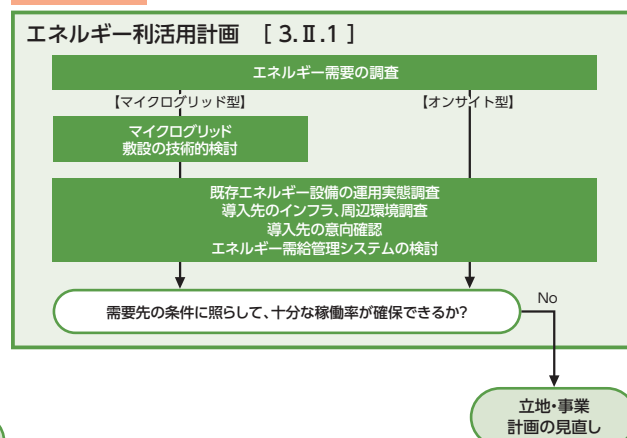 エネルギー利活用計画 [ 3.Ⅱ.1 ]
エネルギー需要の調査
【マイクログリッド型】
【オンサイト型】
マイクログリッド
敷設の技術的検討
既存エネルギー設備の運用実態調査
導入先のインフラ、周辺環境調査
導入先の意向確認
エネルギー需給管理システムの検討
需要先の条件に照らして、十分な稼働率が確保できるか?
No
立地・事業
計画の見直し